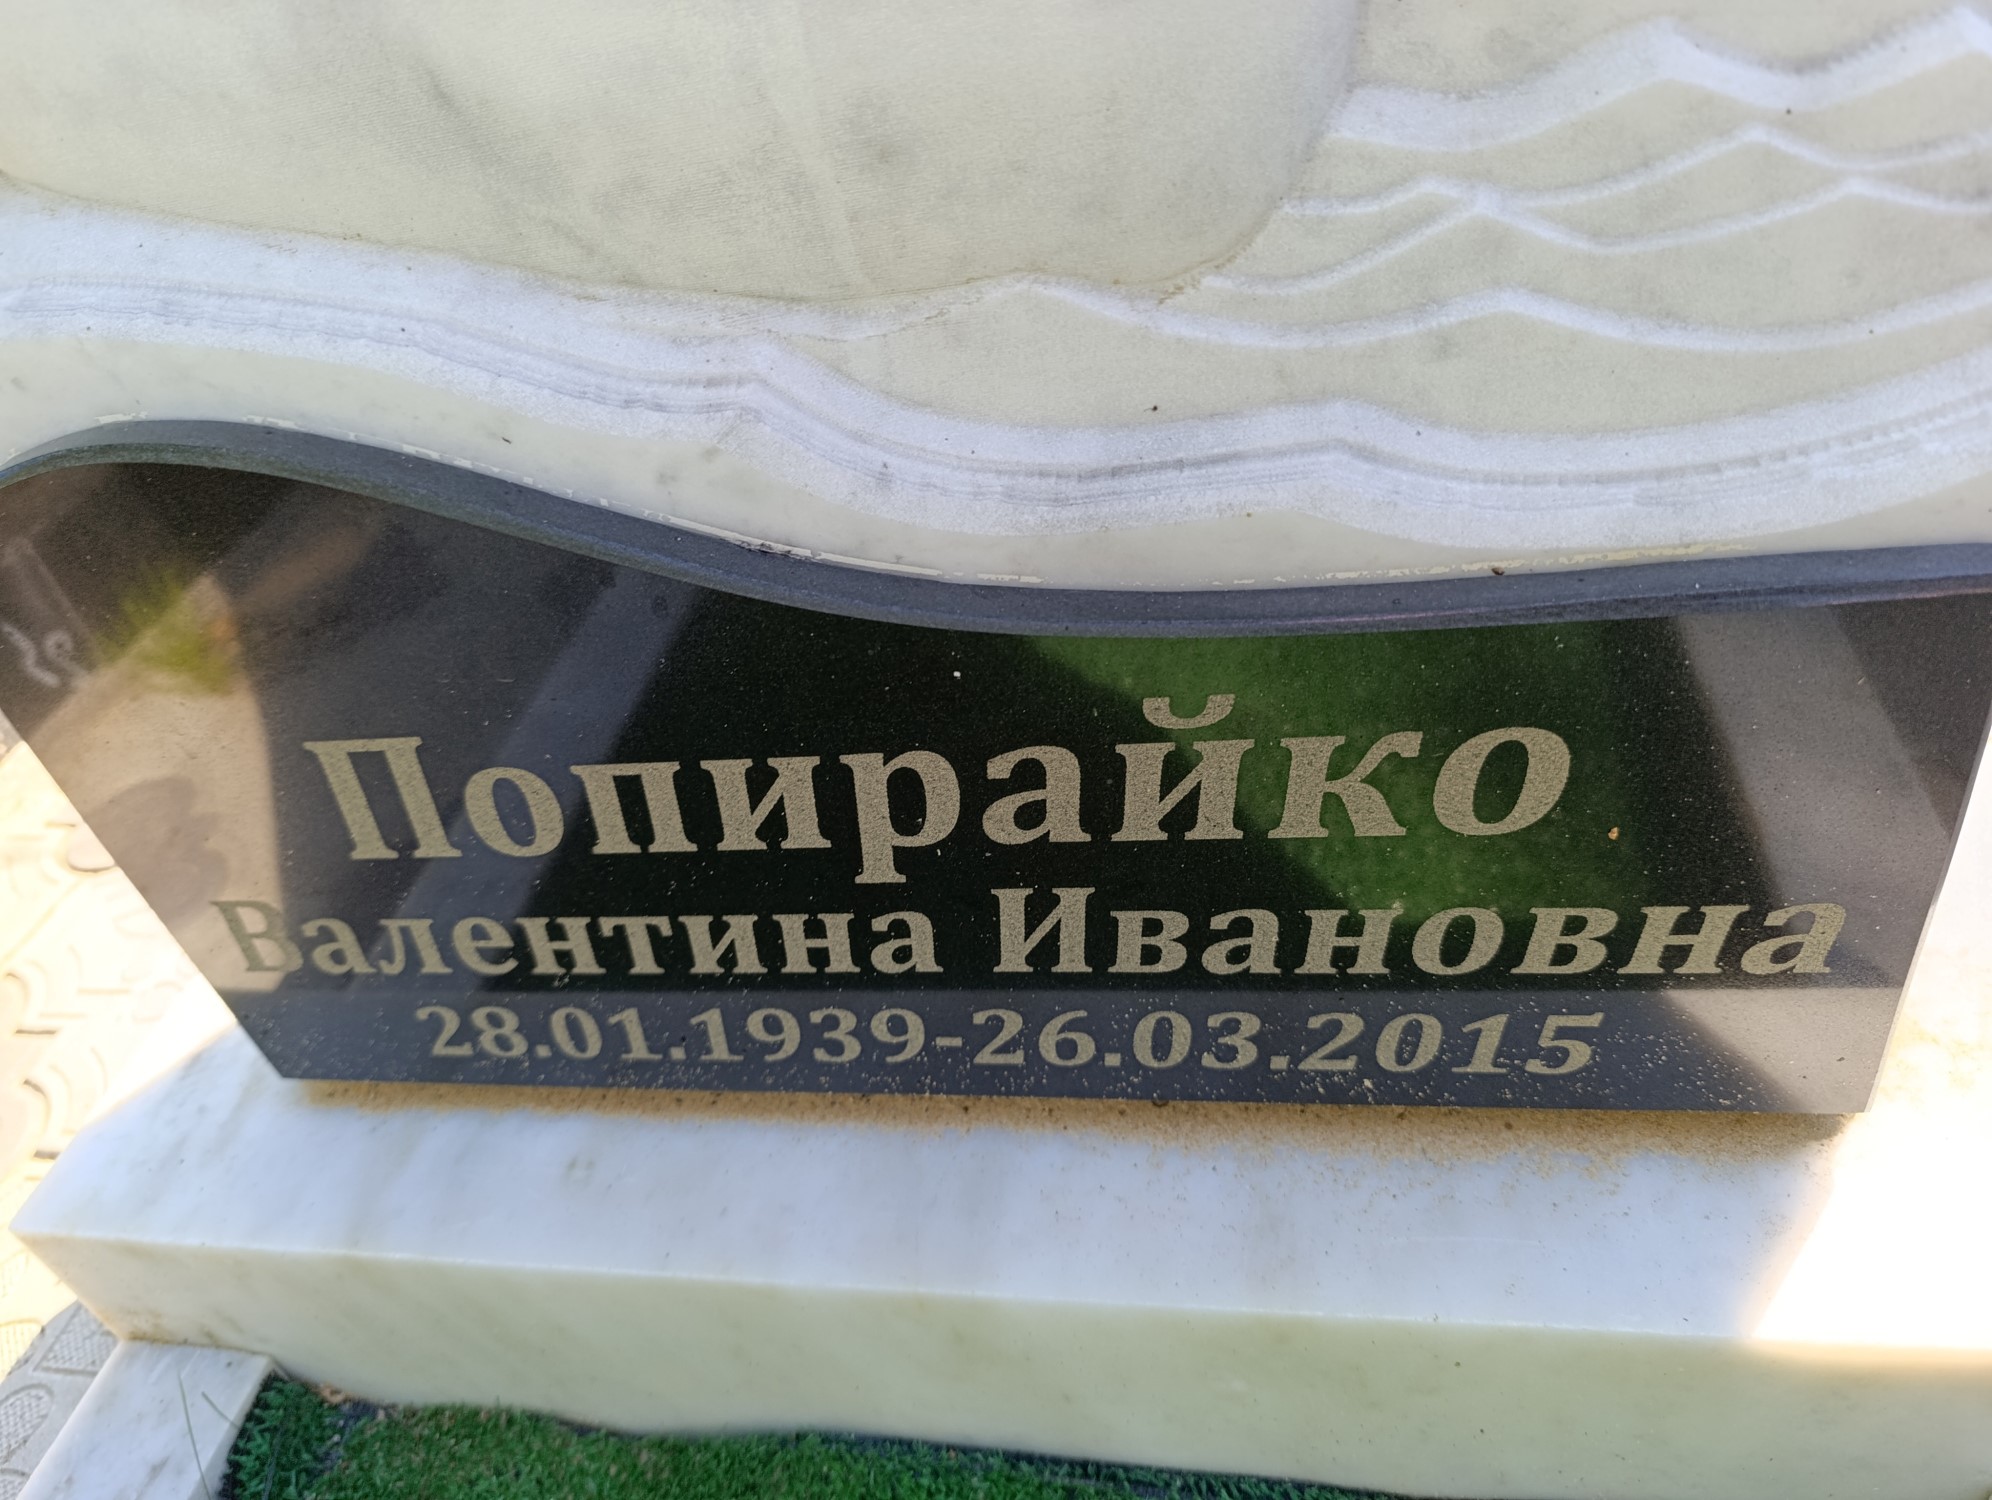 Попирайко
Валентина Ивановна
28.01.1939-26.03.2015